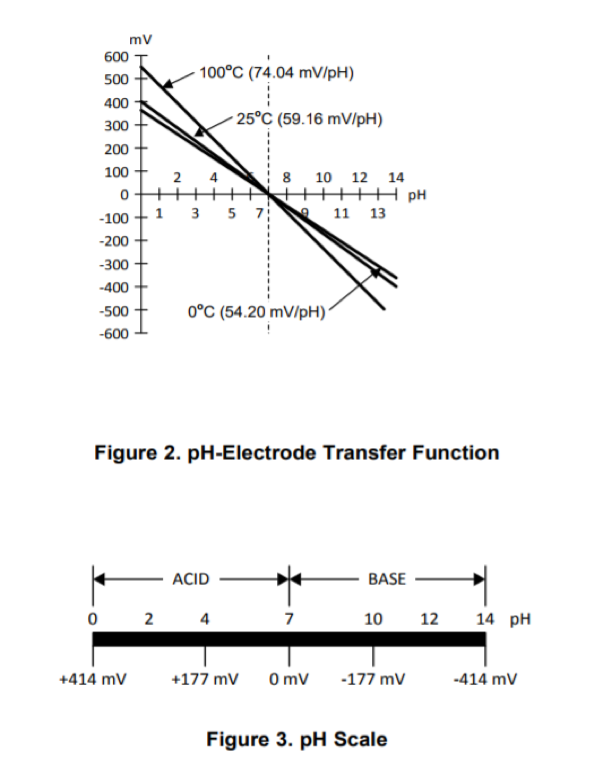 mV
600
500
400
300
200
100
0
-100
-200
-300
-400
-500
-600
100°C (74.04 mV/pH)
25°C (59.16 mV/pH)
2 4 6 8 10 12 14
pH
1 3 5 7 9 11 13
0°C (54.20 mV/pH)
Figure 2. pH-Electrode Transfer Function
ACID BASE
0 2 4 7 10 12 14 pH
+414 mV +177 mV 0 mV -177 mV -414 mV
Figure 3. pH Scale